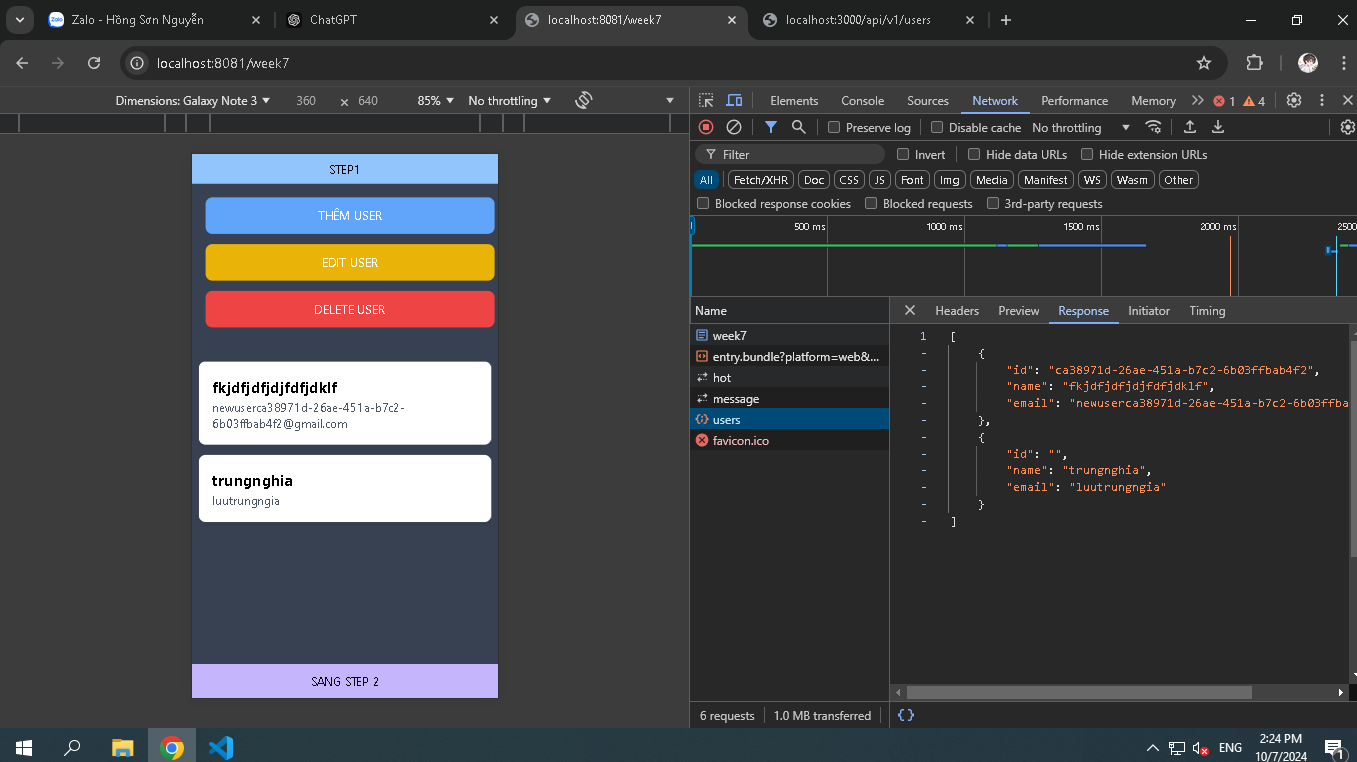 Zalo - Hồng Sơn Nguyễn
ChatGPT
localhost:8081/week7
localhost:3000/api/v1/users
localhost:8081/week7
Dimensions: Galaxy Note 3
360 × 640
85%
No throttling
Elements
Console
Sources
Network
Performance
Memory
1
4
Preserve log
Disable cache
No throttling
Filter
Invert
Hide data URLs
Hide extension URLs
All
Fetch/XHR
Doc
CSS
JS
Font
Img
Media
Manifest
WS
Wasm
Other
Blocked response cookies
Blocked requests
3rd-party requests
500 ms
1000 ms
1500 ms
2000 ms
2500
STEP1
THÊM USER
EDIT USER
DELETE USER
fkjdfjdfjdjfdfjdklf
newuserca38971d-26ae-451a-b7c2-
6b03ffbab4f2@gmail.com
trungnghia
luutrungngia
SANG STEP 2
Name
week7
entry.bundle?platform=web&...
hot
message
users
favicon.ico
Headers
Preview
Response
Initiator
Timing
1 [
- {
- "id": "ca38971d-26ae-451a-b7c2-6b03ffbab4f2",
- "name": "fkjdfjdfjdjfdfjdklf",
- "email": "newuserca38971d-26ae-451a-b7c2-6b03ffba
- },
- {
- "id": "",
- "name": "trungnghia",
- "email": "luutrungngia"
- }
- ]
6 requests
1.0 MB transferred
{ }
ENG
2:24 PM
10/7/2024
1